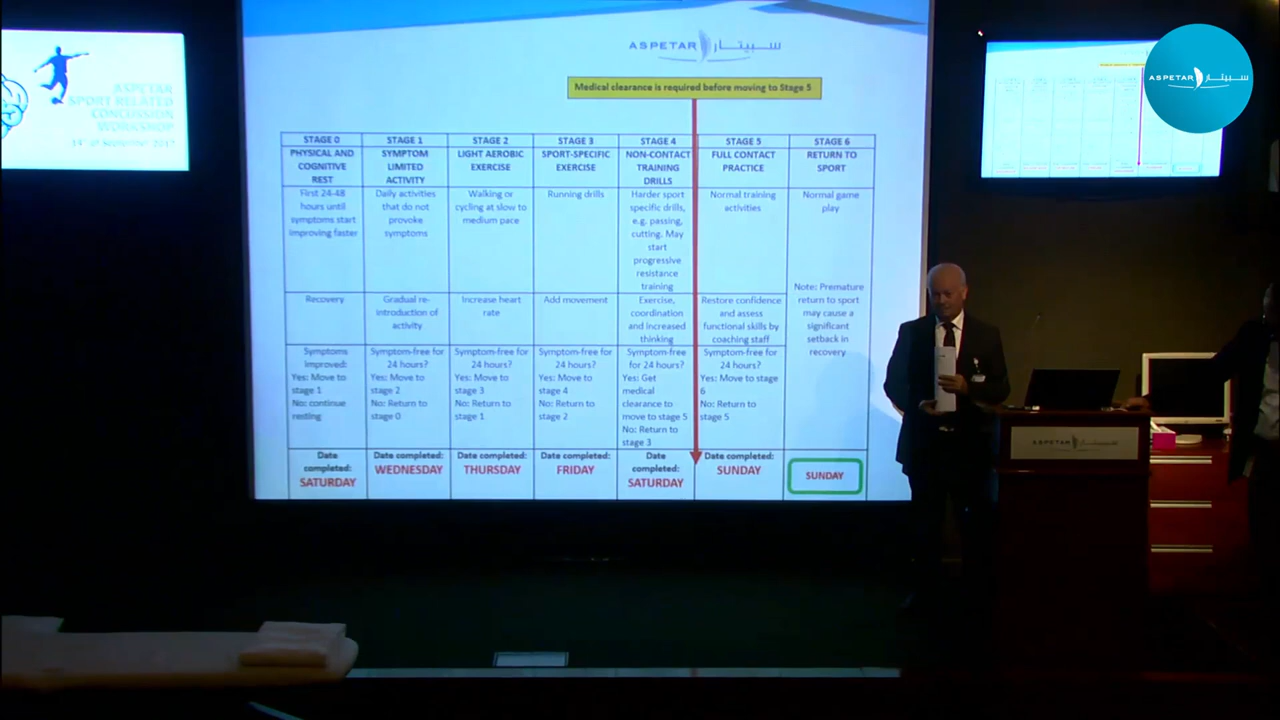 ASPETAR
SPORT RELATED
CONCUSSION
WORKSHOP
ASPETAR سبيتار
Medical clearance is required before moving to Stage 5
STAGE 0
PHYSICAL AND
COGNITIVE
REST
First 24-48
hours until
symptoms start
improving faster
Recovery
Symptoms
improved:
Yes: Move to
stage 1
No: continue
resting
Date
completed:
SATURDAY
STAGE 1
SYMPTOM
LIMITED
ACTIVITY
Daily activities
that do not
provoke
symptoms
Gradual re-
introduction of
activity
Symptom-free for
24 hours?
Yes: Move to
stage 2
No: Return to
stage 0
Date completed:
WEDNESDAY
STAGE 2
LIGHT AEROBIC
EXERCISE
Walking or
cycling at slow to
medium pace
Increase heart
rate
Symptom-free for
24 hours?
Yes: Move to
stage 3
No: Return to
stage 1
Date completed:
THURSDAY
STAGE 3
SPORT-SPECIFIC
EXERCISE
Running drills
Add movement
Symptom-free for
24 hours?
Yes: Move to
stage 4
No: Return to
stage 2
Date completed:
FRIDAY
STAGE 4
NON-CONTACT
TRAINING
DRILLS
Harder sport
specific drills,
e.g. passing,
cutting. May
start
progressive
resistance
training
Exercise,
coordination
and increased
thinking
Symptom-free
for 24 hours?
Yes: Get
medical
clearance to
move to stage 5
No: Return to
stage 3
Date
completed:
SATURDAY
STAGE 5
FULL CONTACT
PRACTICE
Normal training
activities
Restore confidence
and assess
functional skills by
coaching staff
Symptom-free for
24 hours?
Yes: Move to stage
6
No: Return to
stage 5
Date completed:
SUNDAY
STAGE 6
RETURN TO
SPORT
Normal game
play
Note: Premature
return to sport
may cause a
significant
setback in
recovery
SUNDAY
ASPETAR سبيتار
ASPETAR